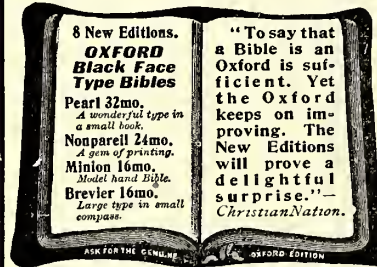 8 New Editions.
OXFORD
Black Face
Type Bibles
Pearl 32mo.
A wonderful type in
a small book.
Nonpareil 24mo.
A gem of printing.
Minion 16mo.
Model hand Bible.
Brevier 16mo.
Large type in small
compass.
"To say that
a Bible is an
Oxford is suf-
ficient. Yet
the Oxford
keeps on im-
proving. The
New Editions
will prove a
delightful
surprise."—
Christian Nation.
ASK FOR THE GENUINE OXFORD EDITION